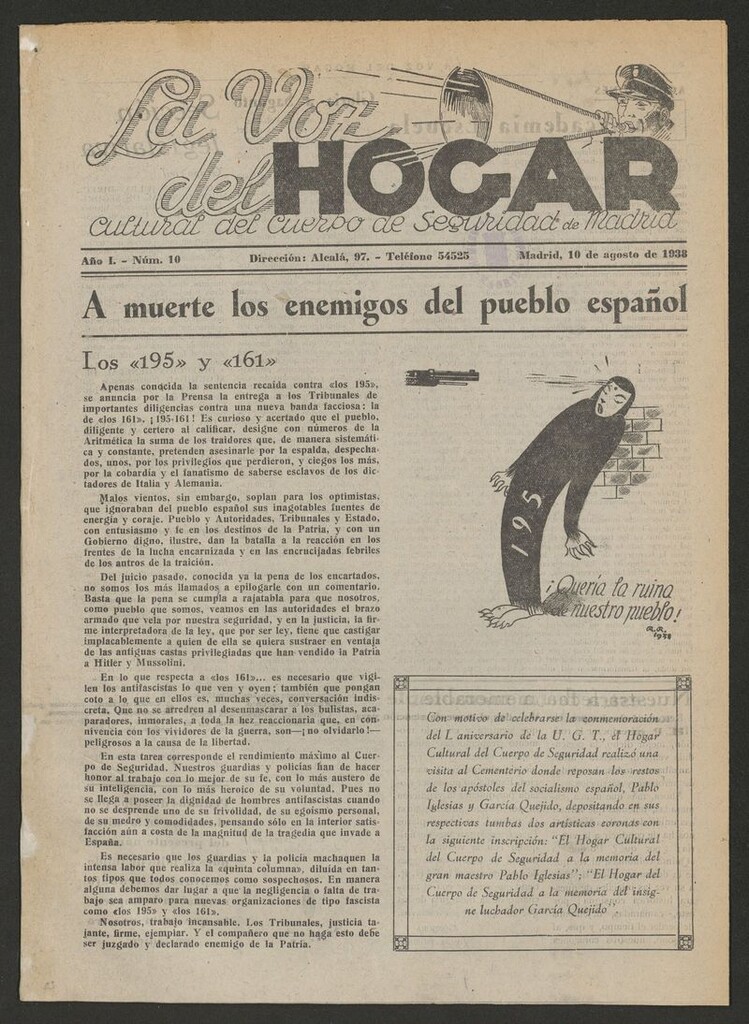 La Voz
del HOGAR
Cultural del Cuerpo de Seguridad de Madrid
Año I. - Núm. 10 Dirección: Alcalá, 97. - Teléfono 54525 Madrid, 10 de agosto de 1938
A muerte los enemigos del pueblo español
Los «195» y «161»
Apenas conocida la sentencia recaída contra «los 195»,
se anuncia por la Prensa la entrega a los Tribunales de
importantes diligencias contra una nueva banda facciosa: la
de «los 161». ¡195-161! Es curioso y acertado que el pueblo,
diligente y certero al calificar, designe con números de la
Aritmética la suma de los traidores que, de manera sistemáti-
ca y constante, pretenden asesinarle por la espalda, despecha-
dos, unos, por los privilegios que perdieron, y ciegos los más,
por la cobardía y el fanatismo de saberse esclavos de los dic-
tadores de Italia y Alemania.
Malos vientos, sin embargo, soplan para los optimistas,
que ignoraban del pueblo español sus inagotables fuentes de
energía y coraje. Pueblo y Autoridades, Tribunales y Estado,
con entusiasmo y fe en los destinos de la Patria, y con un
Gobierno digno, ilustre, dan la batalla a la reacción en los
frentes de la lucha encarnizada y en las encrucijadas febriles
de los antros de la traición.
Del juicio pasado, conocida ya la pena de los encartados,
no somos los más llamados a epilogarle con un comentario.
Basta que la pena se cumpla a rajatabla para que nosotros,
como pueblo que somos, veamos en las autoridades el brazo
armado que vela por nuestra seguridad, y en la justicia, la fir-
me interpretadora de la ley, que por ser ley, tiene que castigar
implacablemente a quien de ella se quiera sustraer en ventaja
de las antiguas castas privilegiadas que han vendido la Patria
a Hitler y Mussolini.
En lo que respecta a «los 161»... es necesario que vigi-
len los antifascistas lo que ven y oyen; también que pongan
coto a lo que en ellos es, muchas veces, conversación indis-
creta. Que no se arredren al desenmascarar a los bulistas, aca-
paradores, inmorales, a toda la hez reaccionaria que, en con-
nivencia con los vividores de la guerra, son—¡no olvidarlo!—
peligrosos a la causa de la libertad.
En esta tarea corresponde el rendimiento máximo al Cuer-
po de Seguridad. Nuestros guardias y policías han de hacer
honor al trabajo con lo mejor de su fe, con lo más austero de
su inteligencia, con lo más heroico de su voluntad. Pues no
se llega a poseer la dignidad de hombres antifascistas cuando
no se desprende uno de su frivolidad, de su egoísmo personal,
de su medro y comodidades, pensando sólo en la interior satis-
facción aún a costa de la magnitud de la tragedia que invade a
España.
Es necesario que los guardias y la policía machaquen la
intensa labor que realiza la «quinta columna», diluída en tan-
tos tipos que todos conocemos como sospechosos. En manera
alguna debemos dar lugar a que la negligencia o falta de tra-
bajo sea amparo para nuevas organizaciones de tipo fascista
como «los 195» y «los 161».
Nosotros, trabajo incansable. Los Tribunales, justicia ta-
jante, firme, ejemplar. Y el compañero que no haga esto debe
ser juzgado y declarado enemigo de la Patria.
195
¡Quería la ruina
de nuestro pueblo!
1938
Con motivo de celebrarse la conmemoración
del L aniversario de la U. G. T., el Hogar
Cultural del Cuerpo de Seguridad realizó una
visita al Cementerio donde reposan los restos
de los apóstoles del socialismo español, Pablo
Iglesias y García Quejido, depositando en sus
respectivas tumbas dos artísticas coronas con
la siguiente inscripción: "El Hogar Cultural
del Cuerpo de Seguridad a la memoria del
gran maestro Pablo Iglesias"; "El Hogar del
Cuerpo de Seguridad a la memoria del insig-
ne luchador García Quejido".